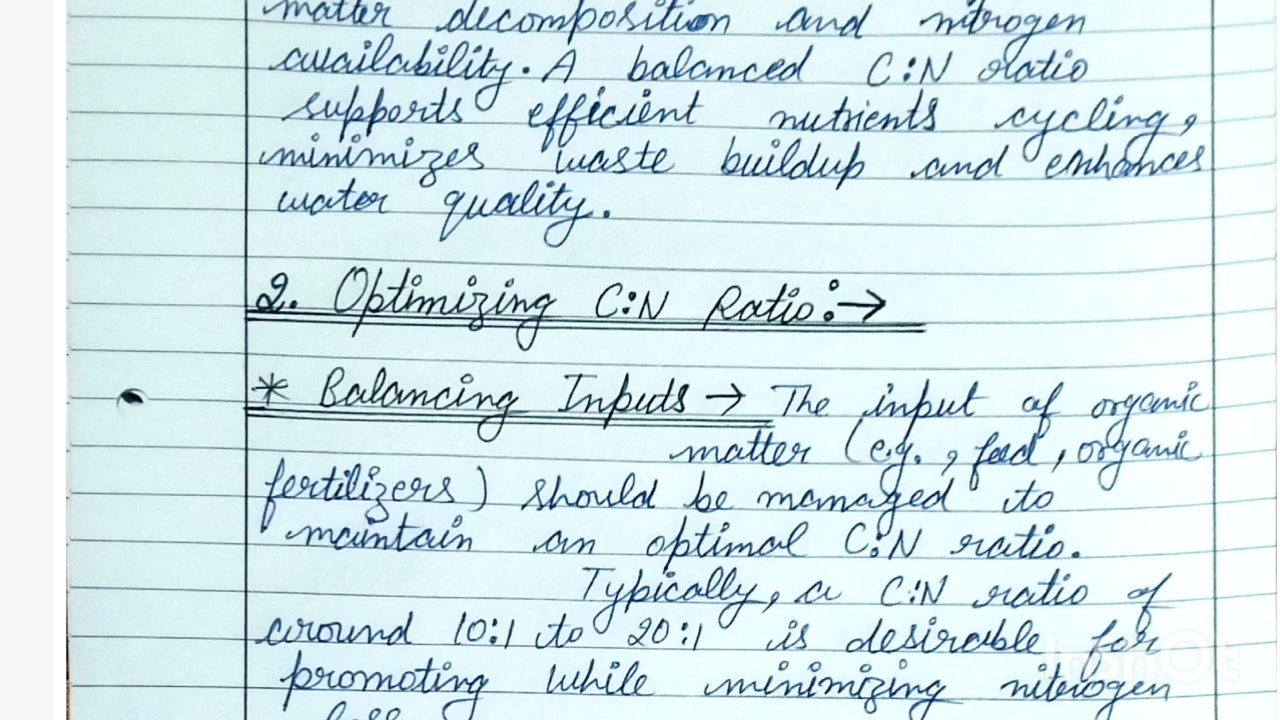 matter decomposition and nitrogen
availability. A balanced C:N ratio
supports efficient nutrients cycling,
minimizes waste buildup and enhances
water quality.
2. Optimizing C:N Ratio:→
* Balancing Inputs → The input of organic
matter (e.g., feed, organic
fertilizers) should be managed to
maintain an optimal C:N ratio.
Typically, a C:N ratio of
around 10:1 to 20:1 is desirable for
promoting while minimizing nitrogen